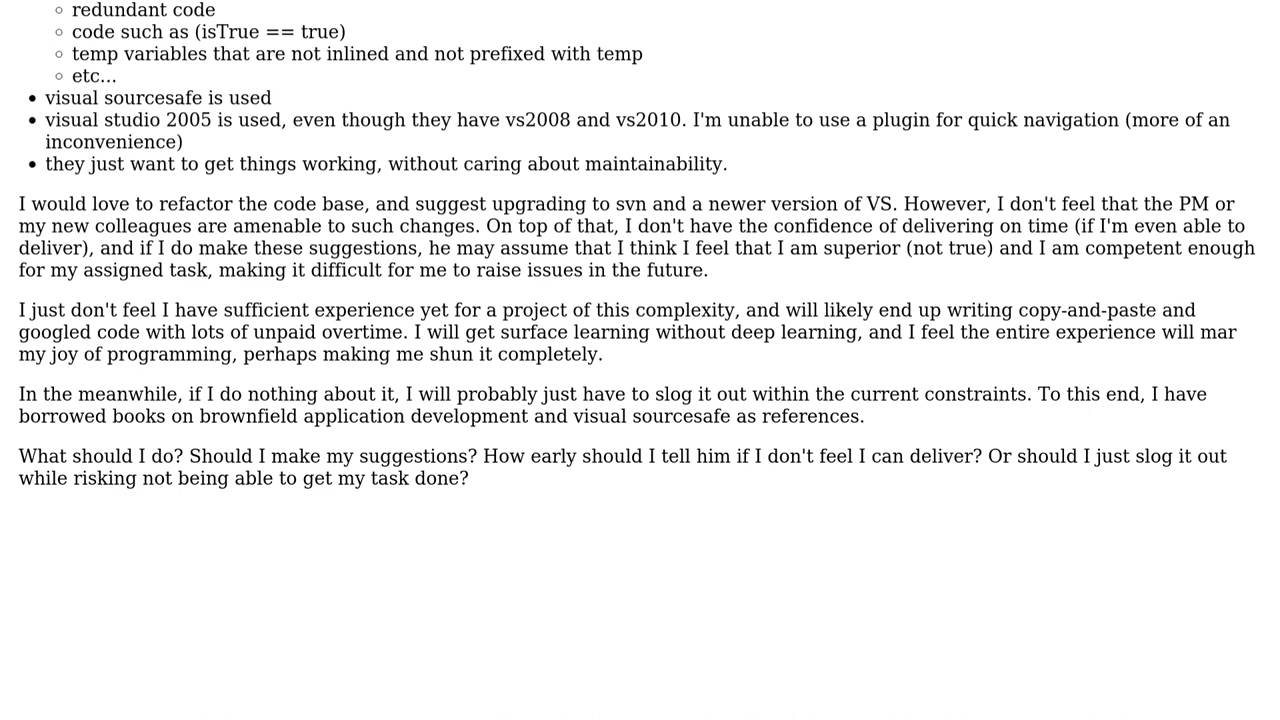 redundant code
code such as (isTrue == true)
temp variables that are not inlined and not prefixed with temp
etc...
visual sourcesafe is used
visual studio 2005 is used, even though they have vs2008 and vs2010. I'm unable to use a plugin for quick navigation (more of an
inconvenience)
they just want to get things working, without caring about maintainability.
I would love to refactor the code base, and suggest upgrading to svn and a newer version of VS. However, I don't feel that the PM or
my new colleagues are amenable to such changes. On top of that, I don't have the confidence of delivering on time (if I'm even able to
deliver), and if I do make these suggestions, he may assume that I think I feel that I am superior (not true) and I am competent enough
for my assigned task, making it difficult for me to raise issues in the future.
I just don't feel I have sufficient experience yet for a project of this complexity, and will likely end up writing copy-and-paste and
googled code with lots of unpaid overtime. I will get surface learning without deep learning, and I feel the entire experience will mar
my joy of programming, perhaps making me shun it completely.
In the meanwhile, if I do nothing about it, I will probably just have to slog it out within the current constraints. To this end, I have
borrowed books on brownfield application development and visual sourcesafe as references.
What should I do? Should I make my suggestions? How early should I tell him if I don't feel I can deliver? Or should I just slog it out
while risking not being able to get my task done?